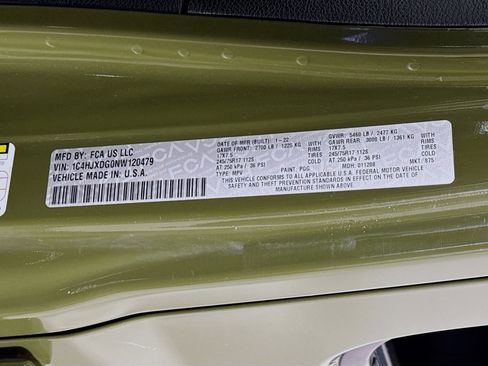 MFD BY: FCA US LLC
DATE OF MFR (BUILT): 1-22
GVWR: 5460 LB / 2477 KG
VIN: 1C4HJXDG0NW120479
GAWR FRONT: 2700 LB / 1225 KG
GAWR REAR: 3000 LB / 1361 KG
VEHICLE MADE IN: U.S.A.
17X7.5 RIMS
17X7.5 RIMS
245/75R17 112S TIRES
245/75R17 112S TIRES
AT 250 kPa / 36 PSI
AT 250 kPa / 36 PSI
TYPE: MPV PAINT: PGG MDH: 011208 MKT: 875
THIS VEHICLE CONFORMS TO ALL APPLICABLE U.S.A. FEDERAL MOTOR VEHICLE
SAFETY AND THEFT PREVENTION STANDARDS IN EFFECT ON THE DATE OF
MANUFACTURE SHOWN ABOVE